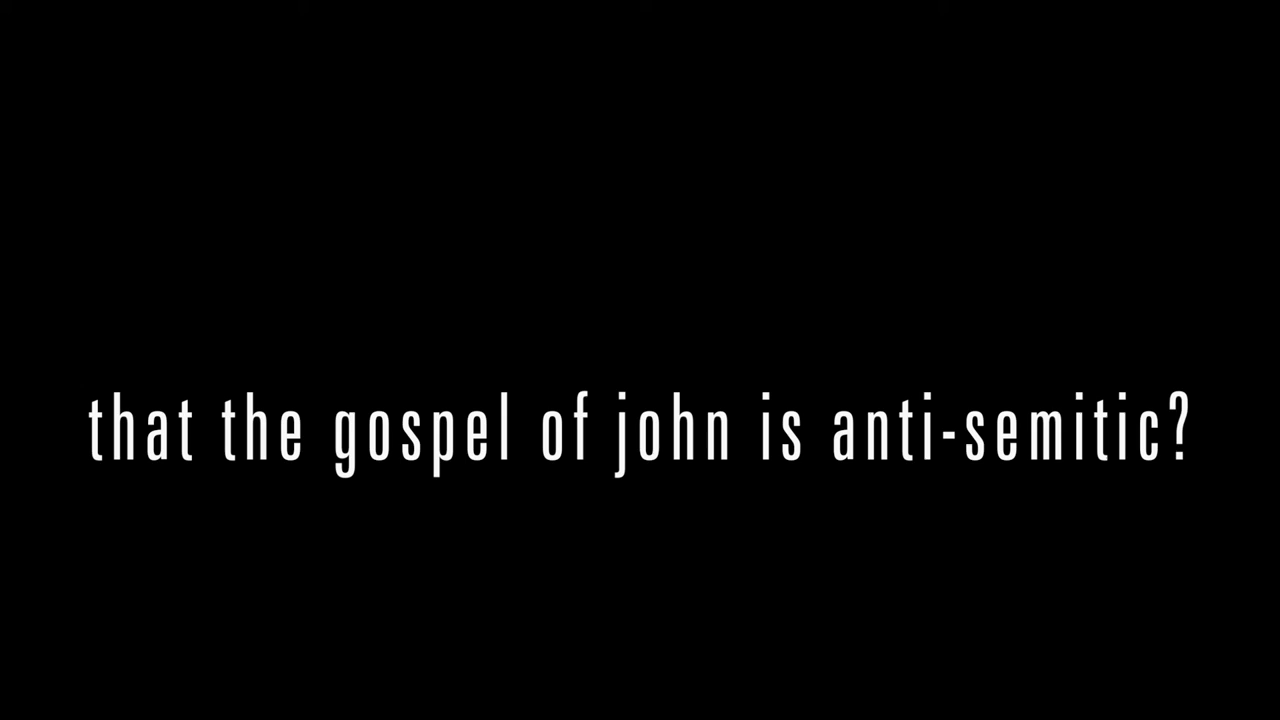 that the gospel of john is anti-semitic?